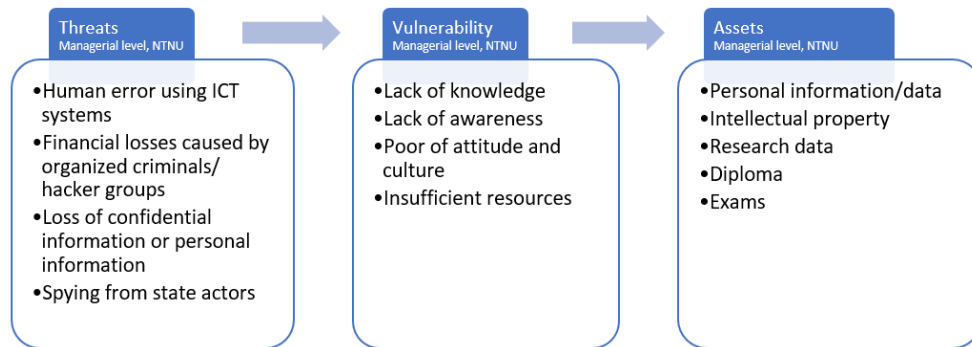 Threats
Managerial level, NTNU
•Human error using ICT
systems
•Financial losses caused by
organized criminals/
hacker groups
•Loss of confidential
information or personal
information
•Spying from state actors
Vulnerability
Managerial level, NTNU
•Lack of knowledge
•Lack of awareness
•Poor of attitude and
culture
•Insufficient resources
Assets
Managerial level, NTNU
•Personal information/data
•Intellectual property
•Research data
•Diploma
•Exams